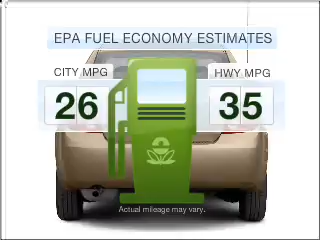 EPA FUEL ECONOMY ESTIMATES
CITY MPG
HWY MPG
26
35
Actual mileage may vary.